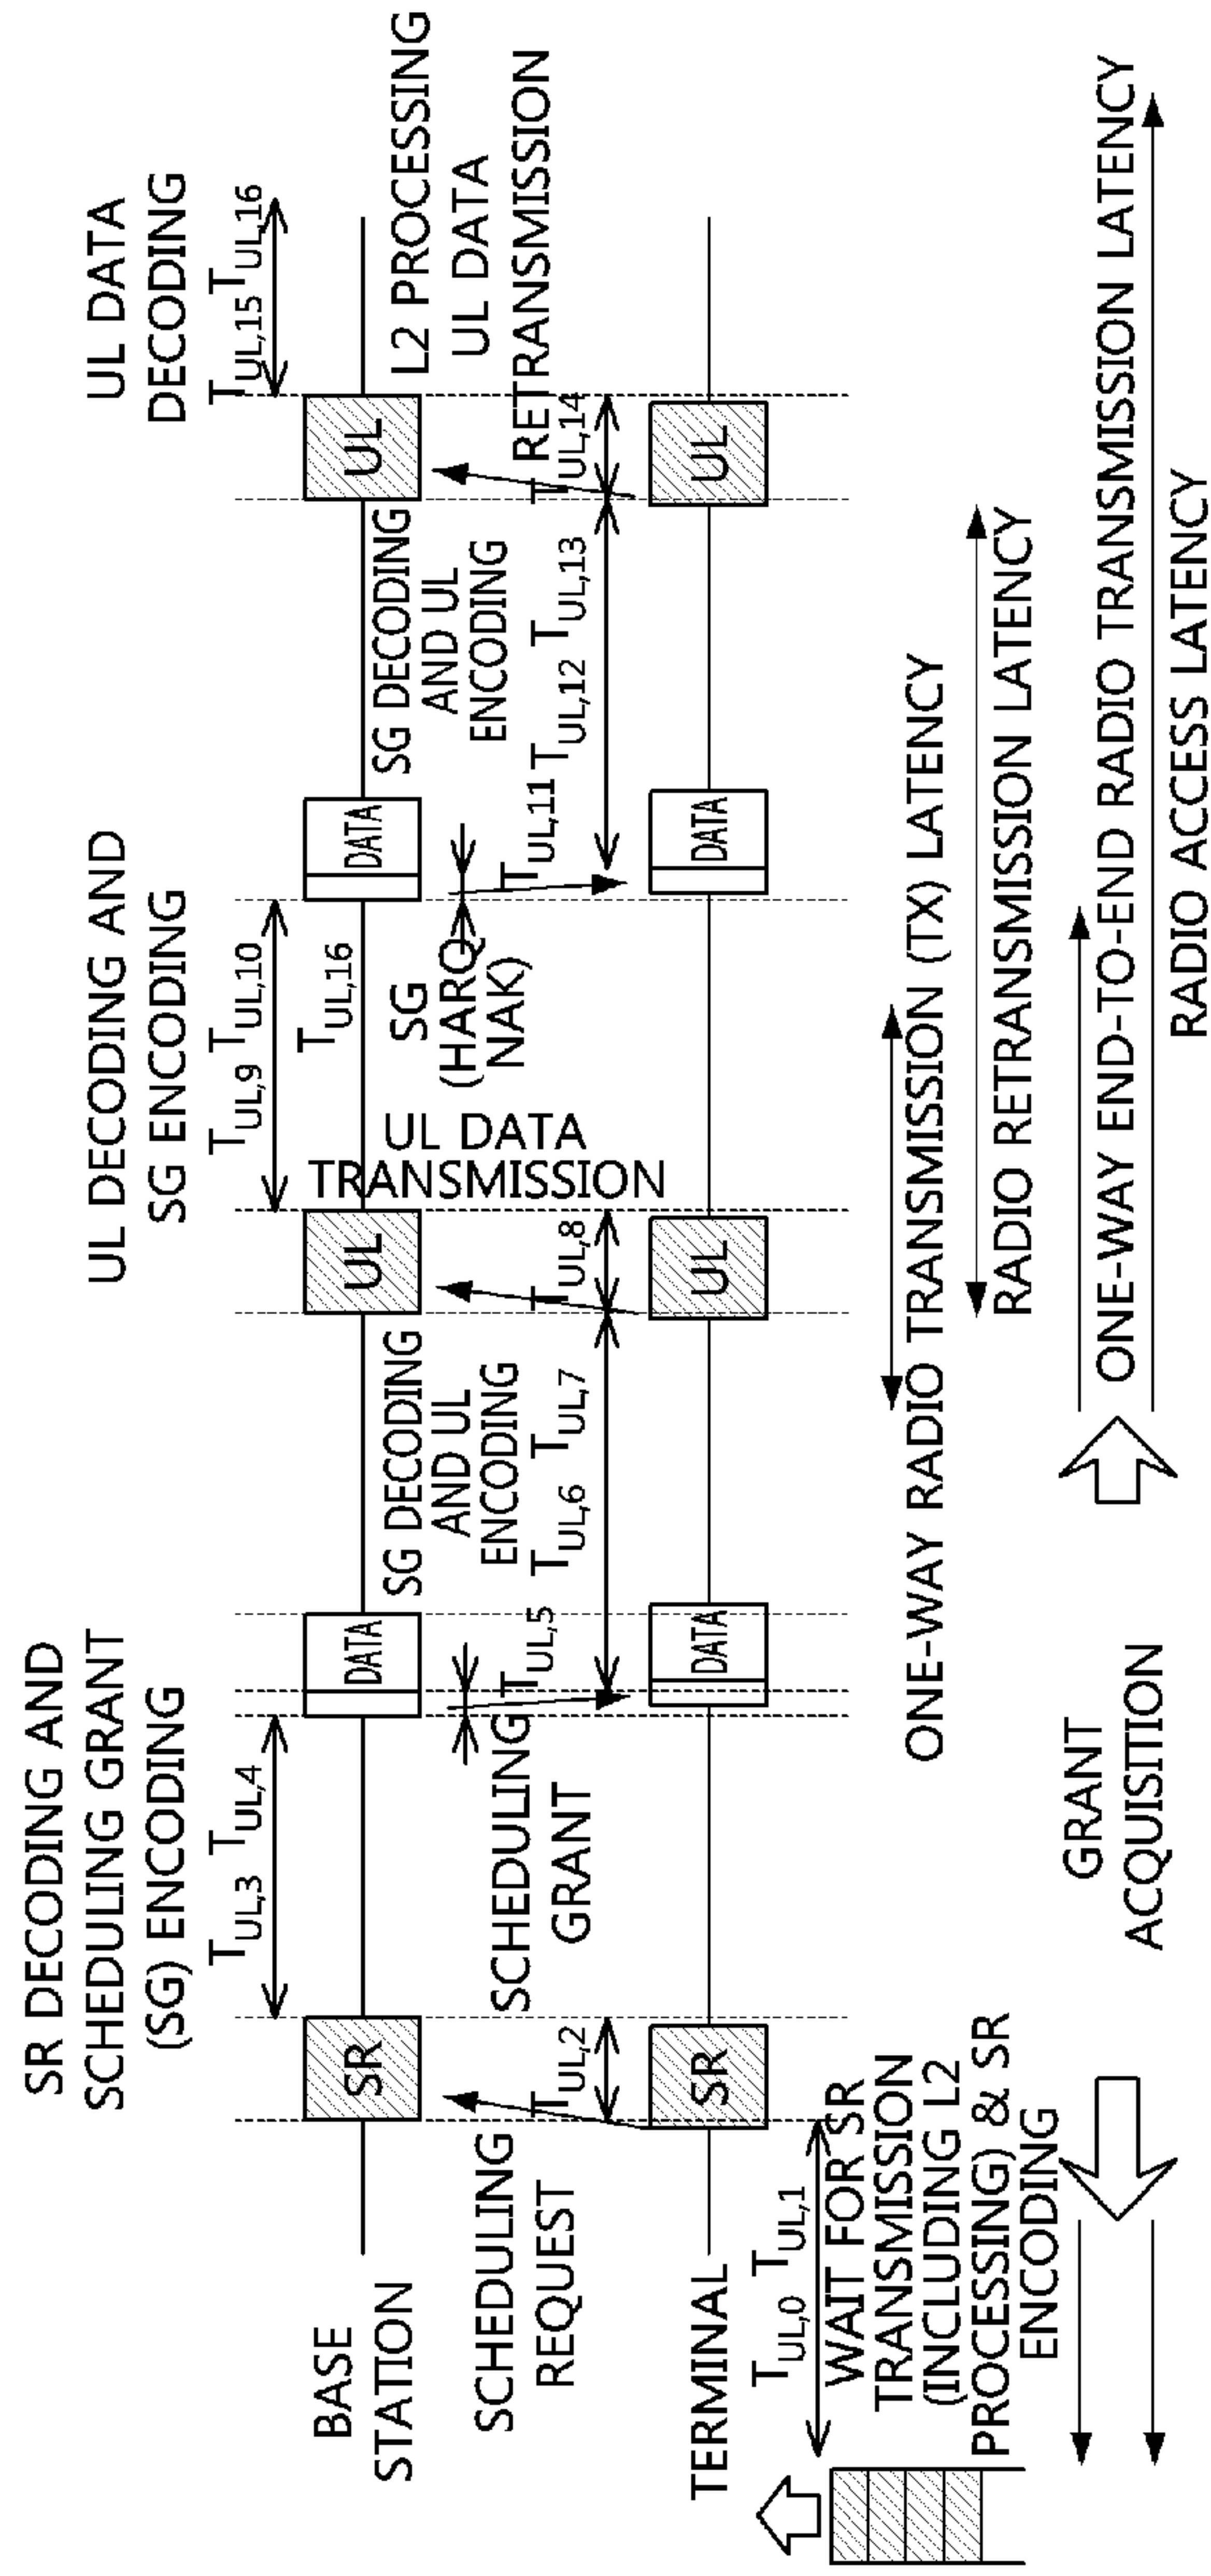 SR DECODING AND
SCHEDULING GRANT
(SG) ENCODING
T_UL,3 T_UL,4
UL DECODING AND
SG ENCODING
T_UL,9 T_UL,10
T_UL,16
UL DATA
DECODING
T_UL,15 T_UL,16
BASE
STATION
SR
DATA
UL
DATA
UL
SCHEDULING
REQUEST
T_UL,2
SCHEDULING
GRANT
T_UL,5
SG DECODING
AND UL
ENCODING
T_UL,6 T_UL,7
UL DATA
TRANSMISSION
T_UL,8
SG
(HARQ
NAK)
T_UL,11
SG DECODING
AND UL
ENCODING
T_UL,12 T_UL,13
L2 PROCESSING
UL DATA
RETRANSMISSION
T_UL,14
TERMINAL
SR
DATA
UL
DATA
UL
T_UL,0 T_UL,1
WAIT FOR SR
TRANSMISSION
(INCLUDING L2
PROCESSING) & SR
ENCODING
ONE-WAY RADIO TRANSMISSION (TX) LATENCY
RADIO RETRANSMISSION LATENCY
GRANT
ACQUISITION
ONE-WAY END-TO-END RADIO TRANSMISSION LATENCY
RADIO ACCESS LATENCY